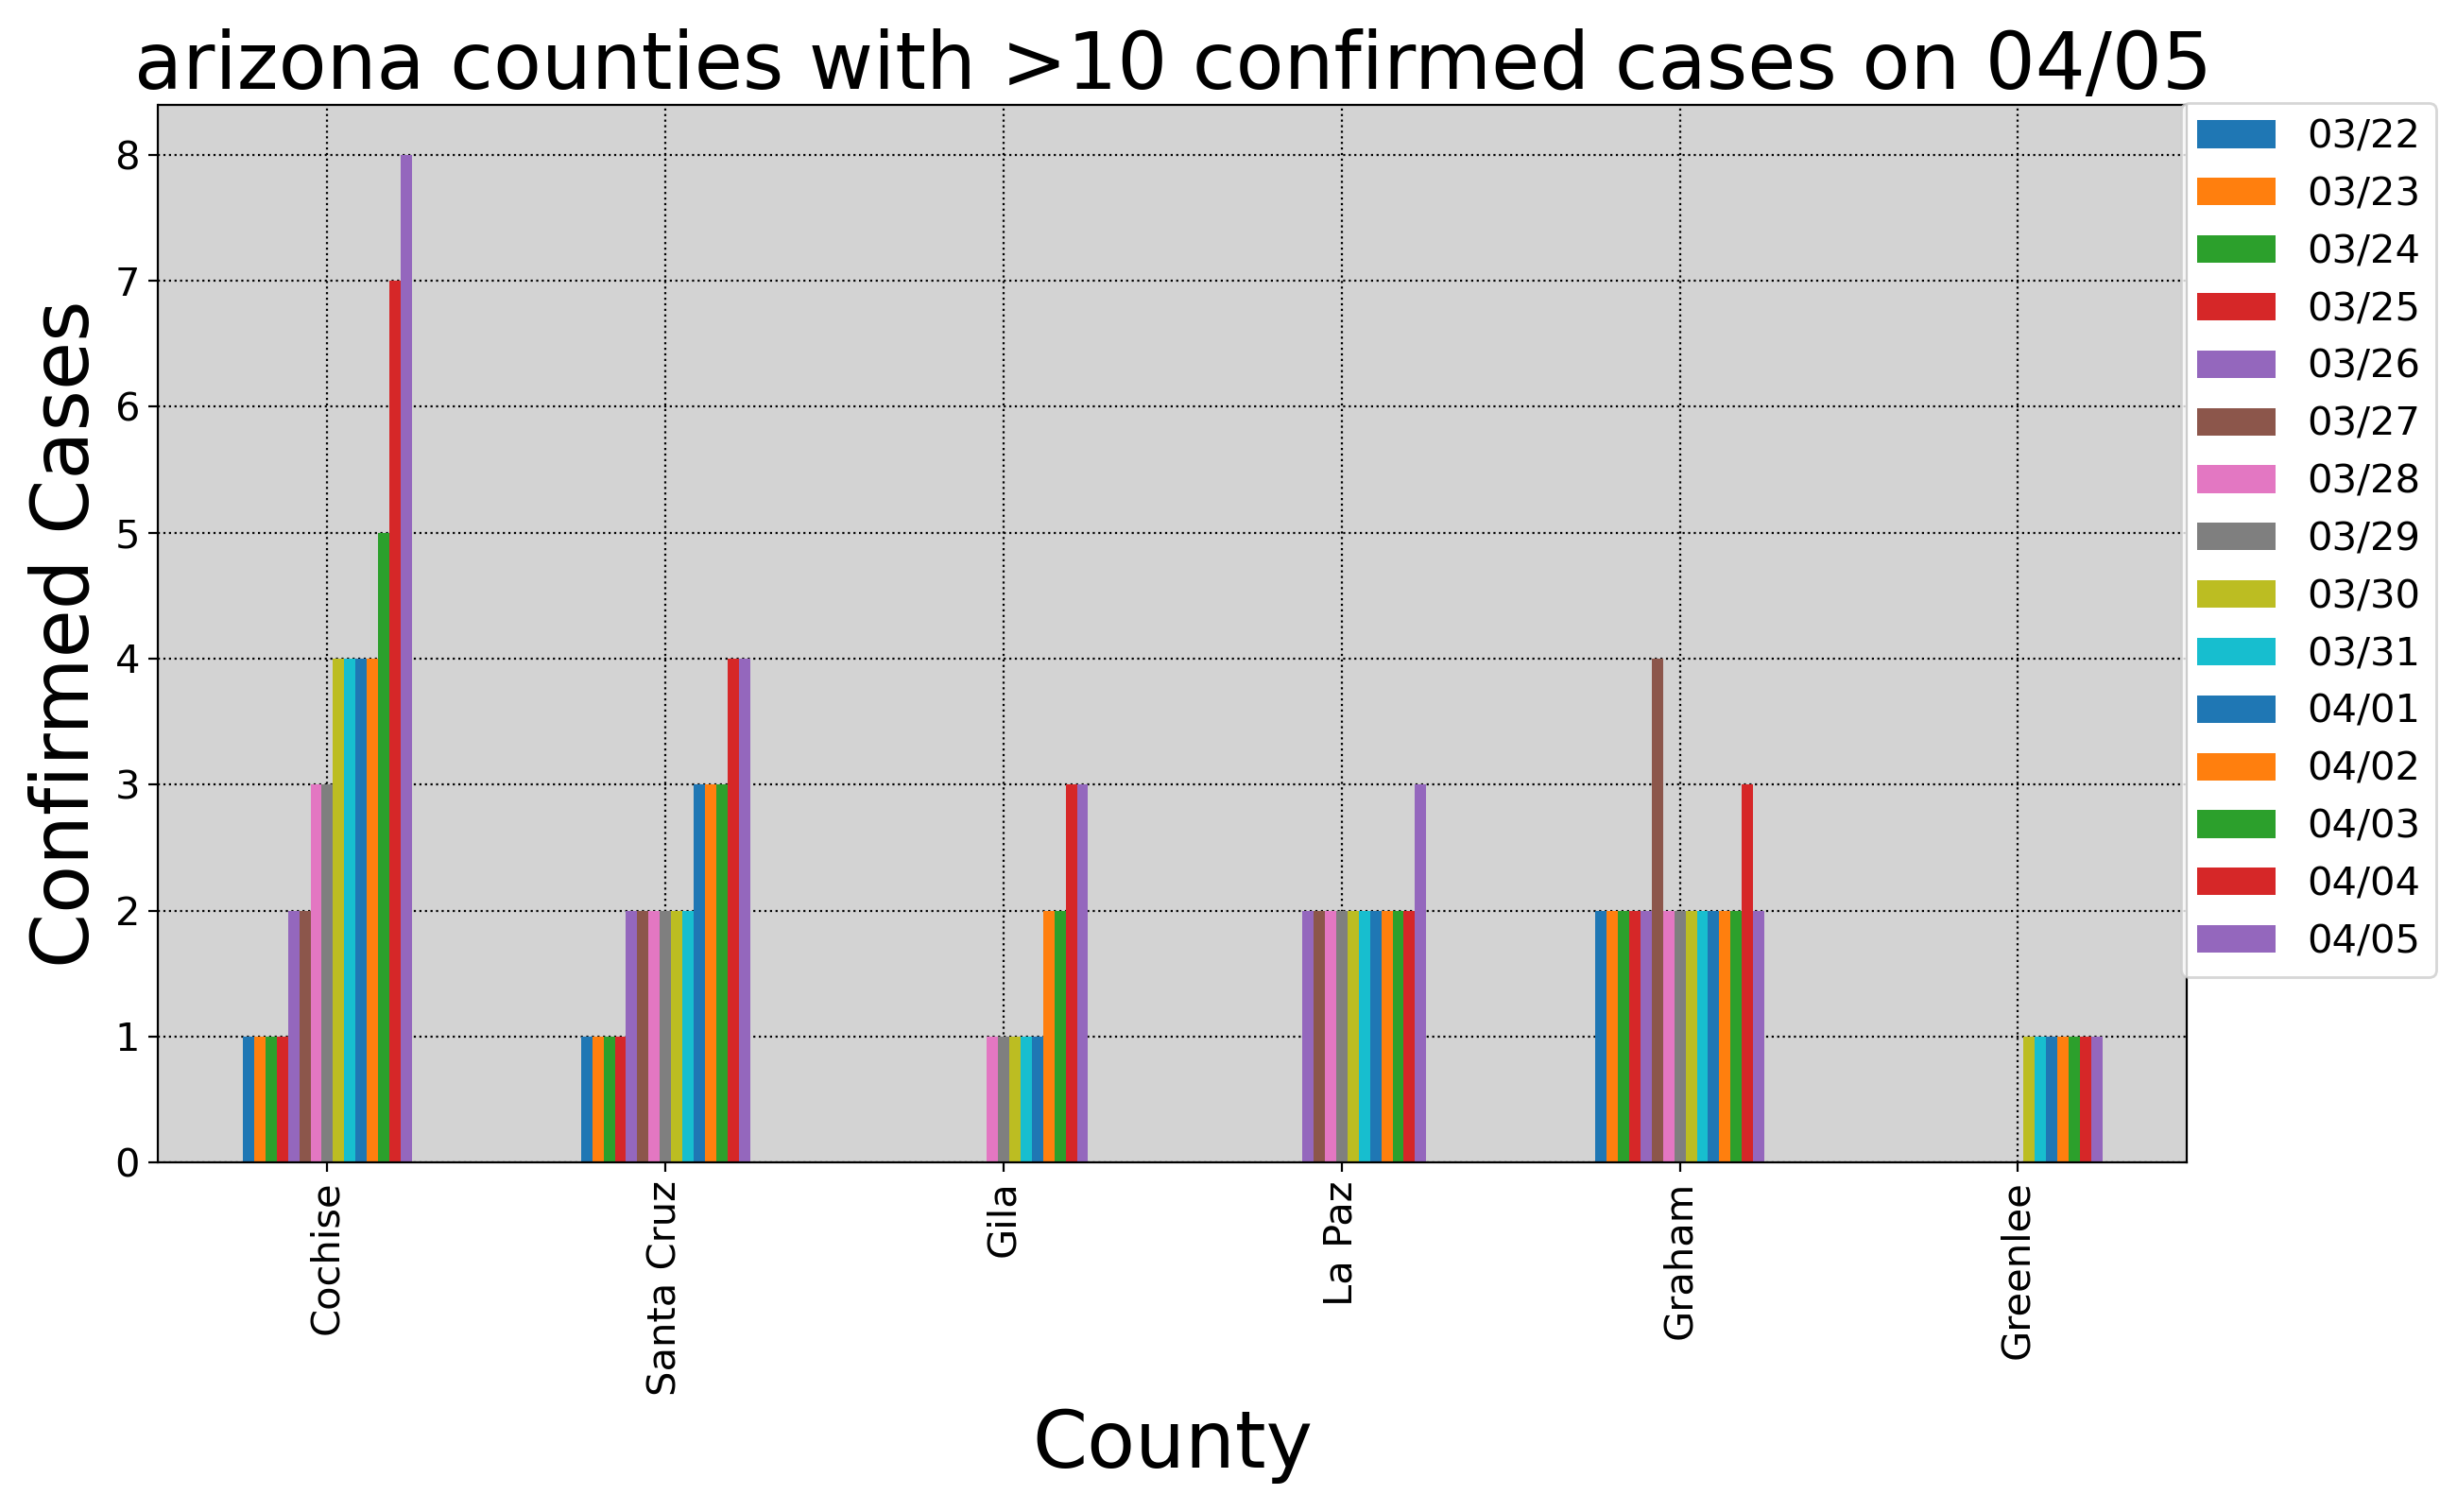 arizona counties with >10 confirmed cases on 04/05
Confirmed Cases
8
7
6
5
4
3
2
1
0
Cochise
Santa Cruz
Gila
La Paz
Graham
Greenlee
County
03/22
03/23
03/24
03/25
03/26
03/27
03/28
03/29
03/30
03/31
04/01
04/02
04/03
04/04
04/05